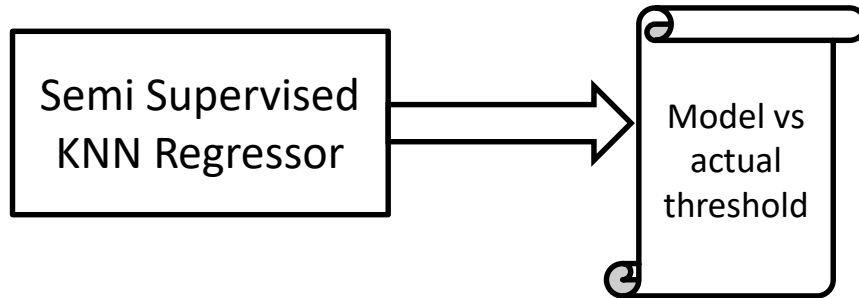 Semi Supervised
KNN Regressor
Model vs
actual
threshold